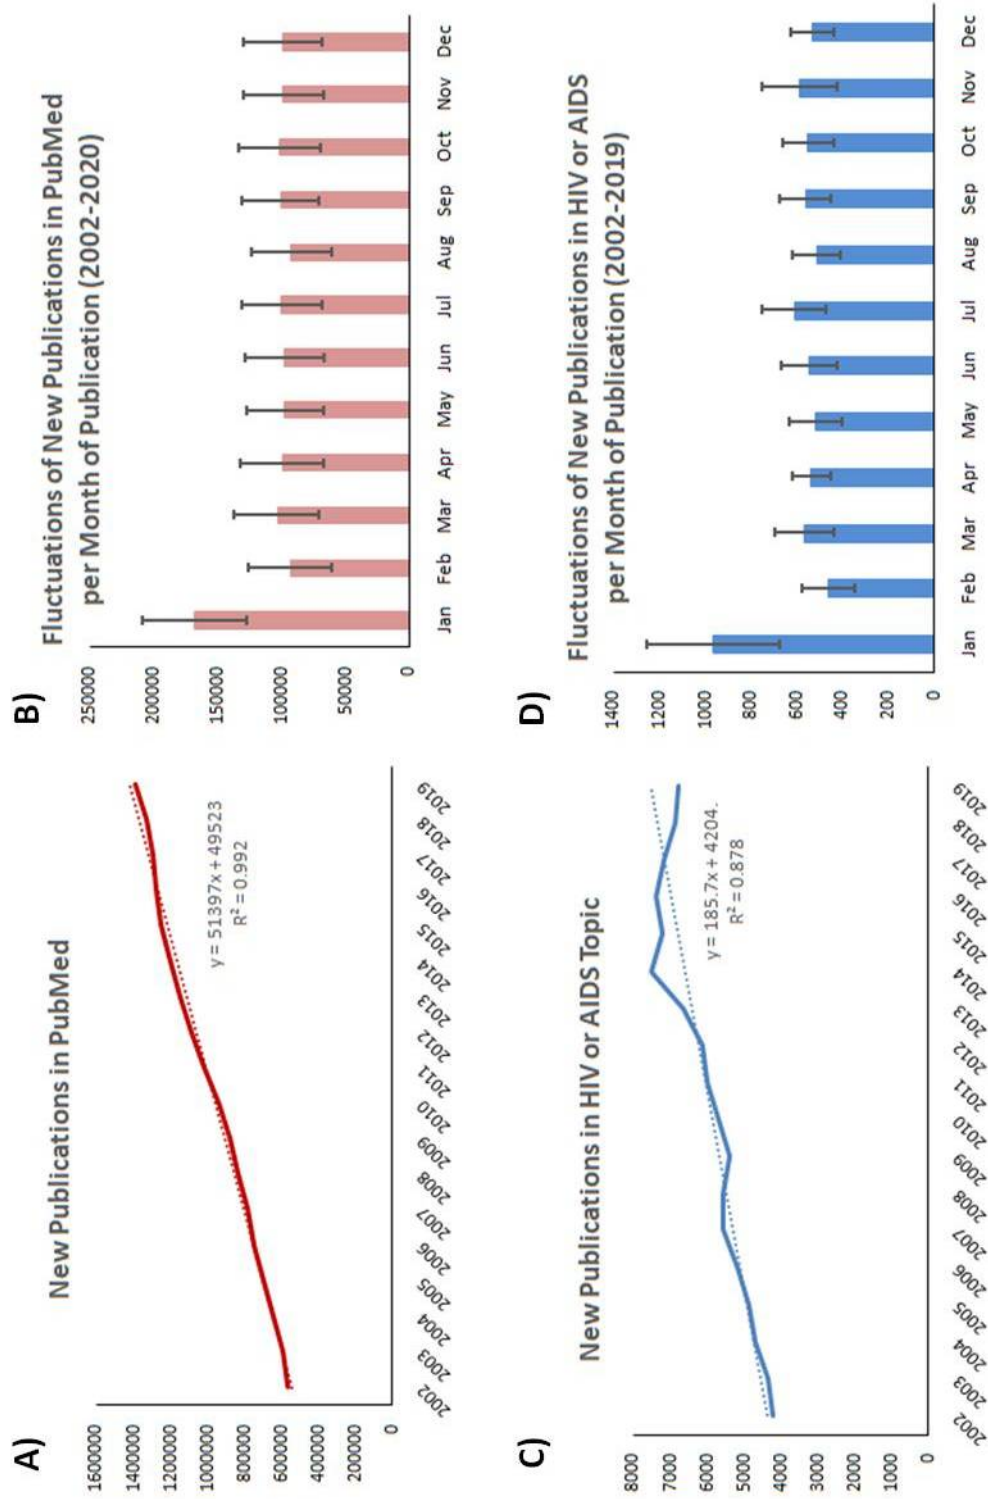 A)
New Publications in PubMed
1600000
1400000
1200000
1000000
800000
600000
400000
200000
0
y = 51397x + 49523
R² = 0.992
2002 2003 2004 2005 2006 2007 2008 2009 2010 2011 2012 2013 2014 2015 2016 2017 2018 2019
B)
Fluctuations of New Publications in PubMed
per Month of Publication (2002-2020)
250000
200000
150000
100000
50000
0
Jan Feb Mar Apr May Jun Jul Aug Sep Oct Nov Dec
C)
New Publications in HIV or AIDS Topic
8000
7000
6000
5000
4000
3000
2000
1000
0
y = 185.7x + 4204.
R² = 0.878
2002 2003 2004 2005 2006 2007 2008 2009 2010 2011 2012 2013 2014 2015 2016 2017 2018 2019
D)
Fluctuations of New Publications in HIV or AIDS
per Month of Publication (2002-2019)
1400
1200
1000
800
600
400
200
0
Jan Feb Mar Apr May Jun Jul Aug Sep Oct Nov Dec